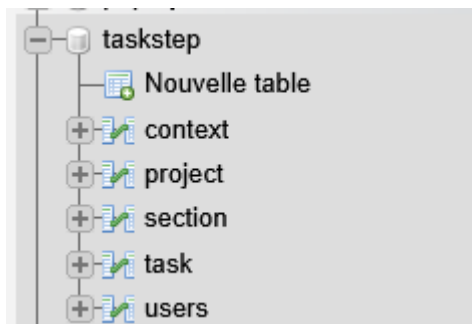 taskstep
Nouvelle table
context
project
section
task
users